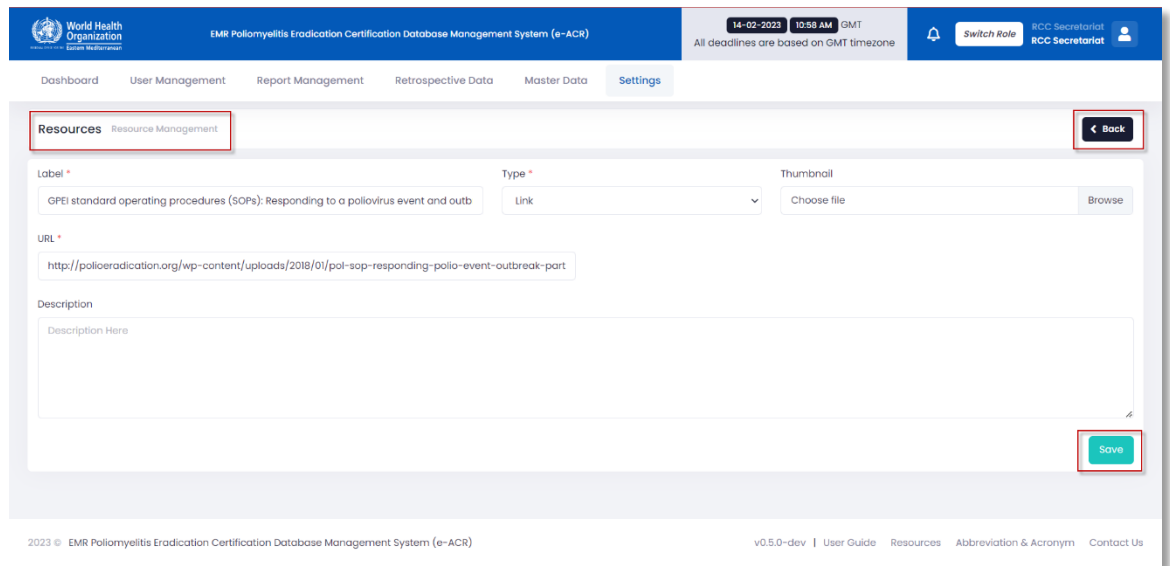 World Health
Organization
Eastern Mediterranean
EMR Poliomyelitis Eradication Certification Database Management System (e-ACR)
14-02-2023 10:58 AM GMT
All deadlines are based on GMT timezone
Switch Role
RCC Secretariat
RCC Secretariat
Dashboard User Management Report Management Retrospective Data Master Data Settings
Resources Resource Management
Back
Label * Type * Thumbnail
GPEI standard operating procedures (SOPs): Responding to a poliovirus event and outb Link Choose file Browse
URL *
http://polioeradication.org/wp-content/uploads/2018/01/pol-sop-responding-polio-event-outbreak-part
Description
Description Here
Save
2023 © EMR Poliomyelitis Eradication Certification Database Management System (e-ACR) v0.5.0-dev | User Guide Resources Abbreviation & Acronym Contact Us